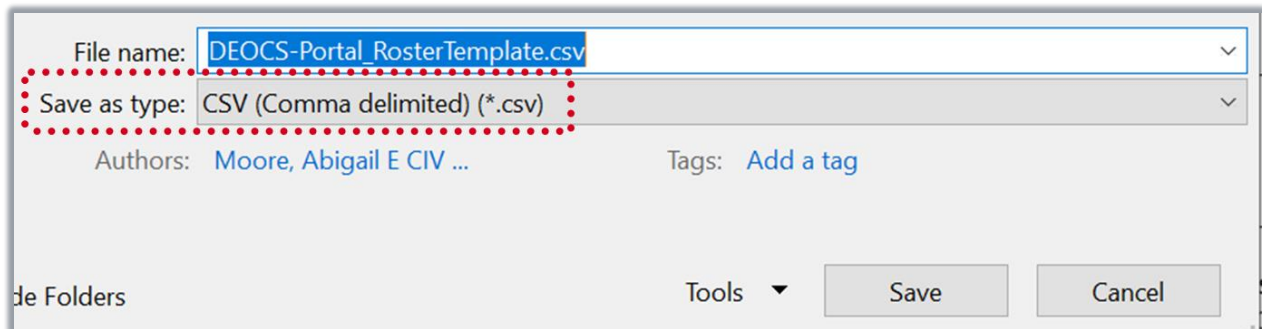 File name: DEOCS-Portal_RosterTemplate.csv
Save as type: CSV (Comma delimited) (*.csv)
Authors: Moore, Abigail E CIV ... Tags: Add a tag
de Folders Tools Save Cancel